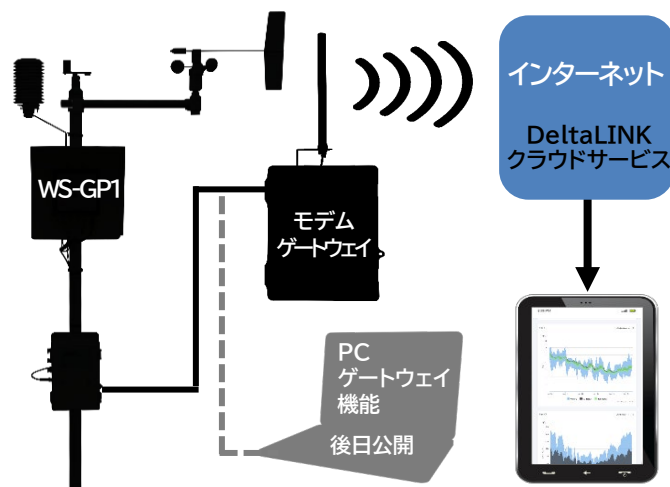 WS-GP1
モデム
ゲートウェイ
インターネット
DeltaLINK
クラウドサービス
PC
ゲートウェイ
機能
後日公開